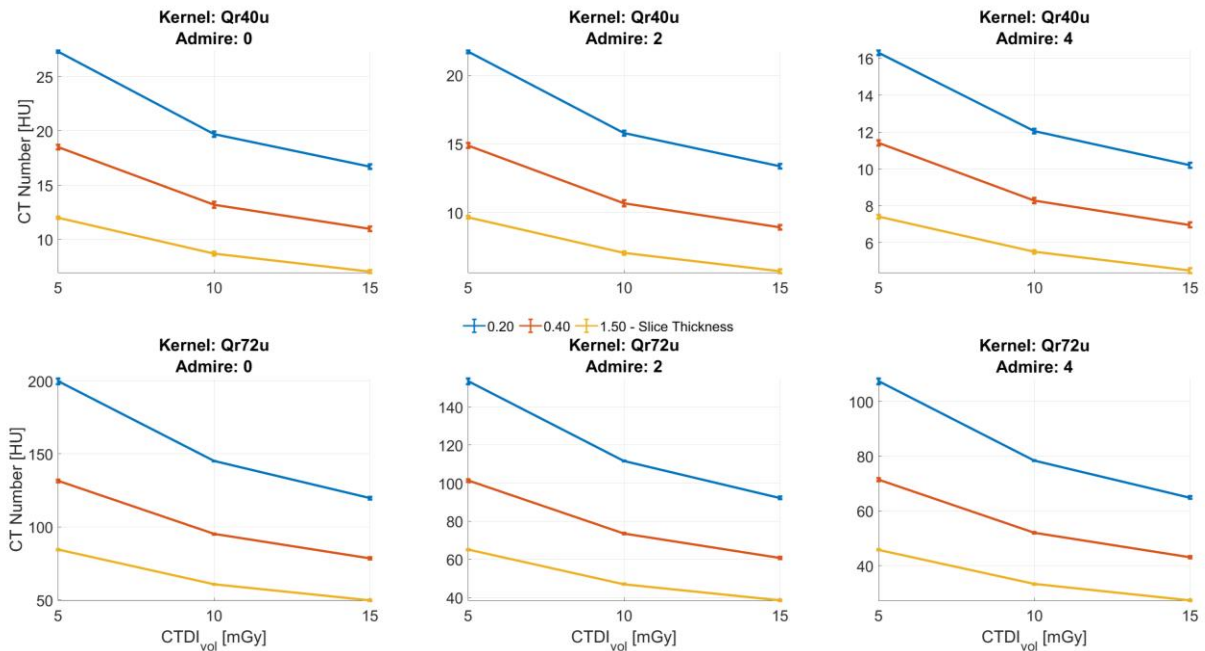 Kernel: Qr40u
Admire: 0
CT Number [HU]
25
20
15
10
5
10
15
Kernel: Qr40u
Admire: 2
20
15
10
5
10
15
Kernel: Qr40u
Admire: 4
16
14
12
10
8
6
5
10
15
0.20 0.40 1.50 - Slice Thickness
Kernel: Qr72u
Admire: 0
CT Number [HU]
200
150
100
50
5
10
15
CTDIvol [mGy]
Kernel: Qr72u
Admire: 2
140
120
100
80
60
40
5
10
15
CTDIvol [mGy]
Kernel: Qr72u
Admire: 4
100
80
60
40
5
10
15
CTDIvol [mGy]